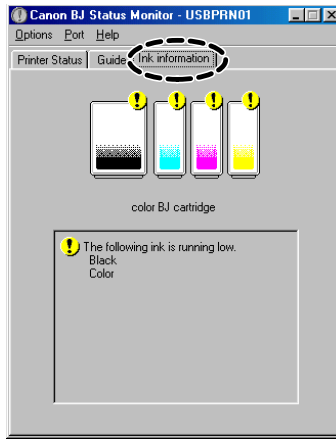 Canon BJ Status Monitor - USBPRN01
Options Port Help
Printer Status Guide Ink information
color BJ cartridge
The following ink is running low.
Black
Color